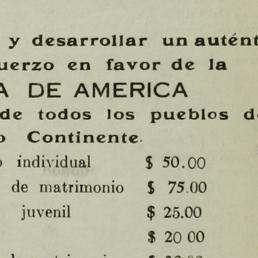 y desarrollar un autént
uerzo en favor de la
A DE AMERICA
de todos los pueblos d
o Continente.
o individual $ 50.00
de matrimonio $ 75.00
juvenil $ 25.00
$ 20 00